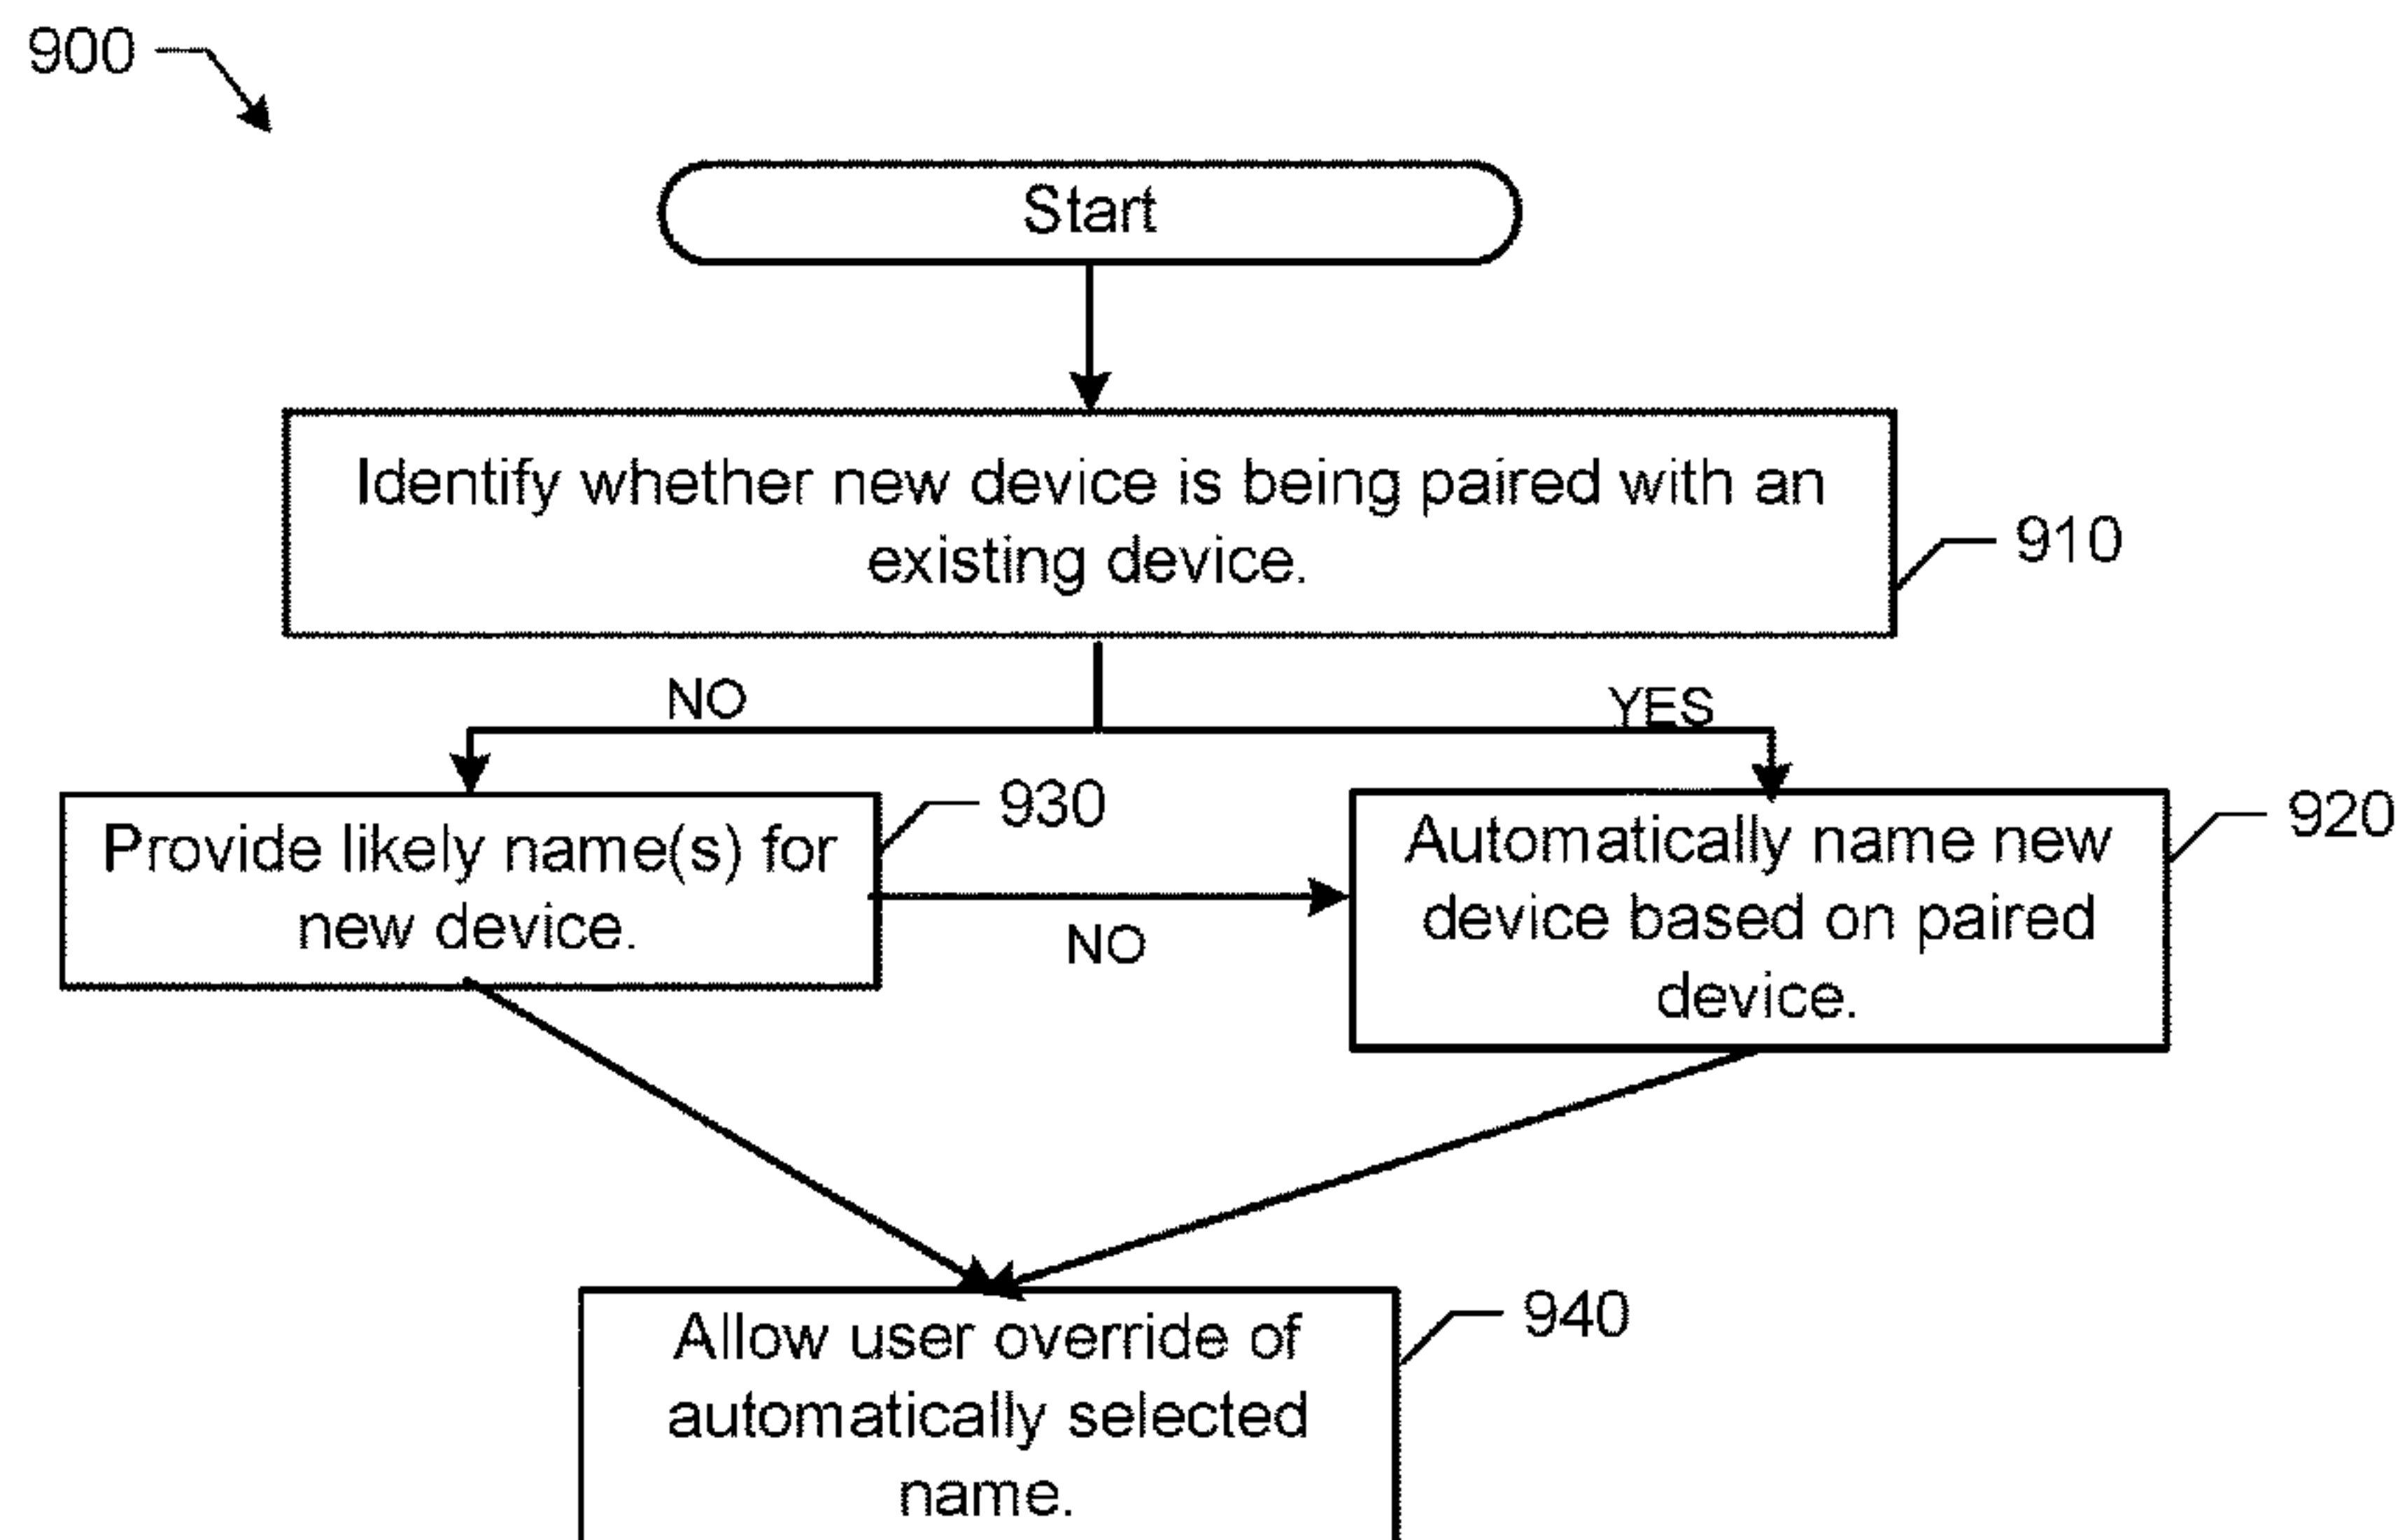 900
Start
Identify whether new device is being paired with an
existing device.
910
NO
YES
Provide likely name(s) for
new device.
930
NO
Automatically name new
device based on paired
device.
920
Allow user override of
automatically selected
name.
940